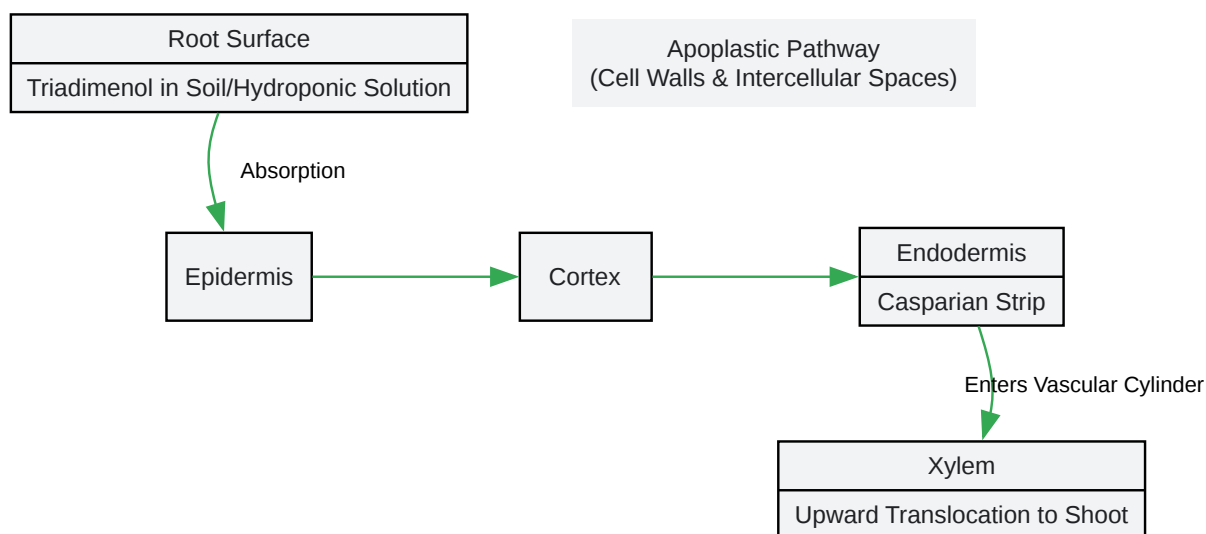 Root Surface
Triadimenol in Soil/Hydroponic Solution
Apoplastic Pathway
(Cell Walls & Intercellular Spaces)
Absorption
Epidermis
Cortex
Endodermis
Casparian Strip
Enters Vascular Cylinder
Xylem
Upward Translocation to Shoot